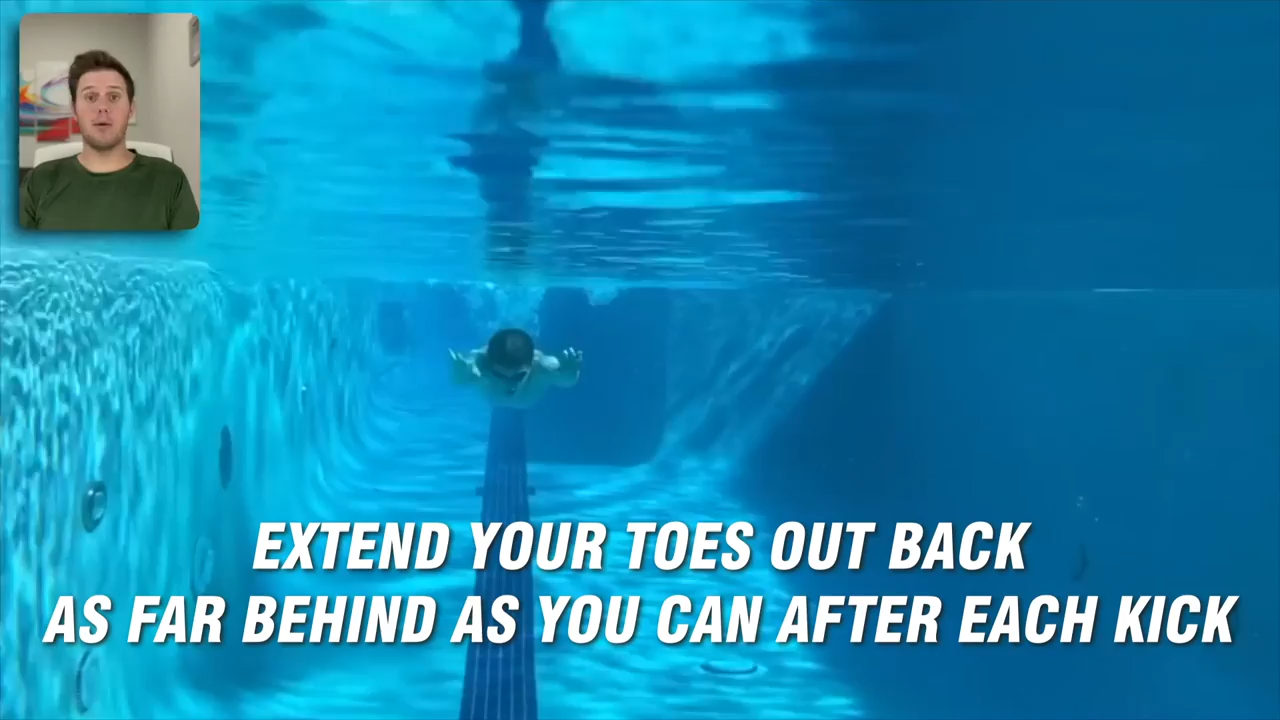 EXTEND YOUR TOES OUT BACK
AS FAR BEHIND AS YOU CAN AFTER EACH KICK